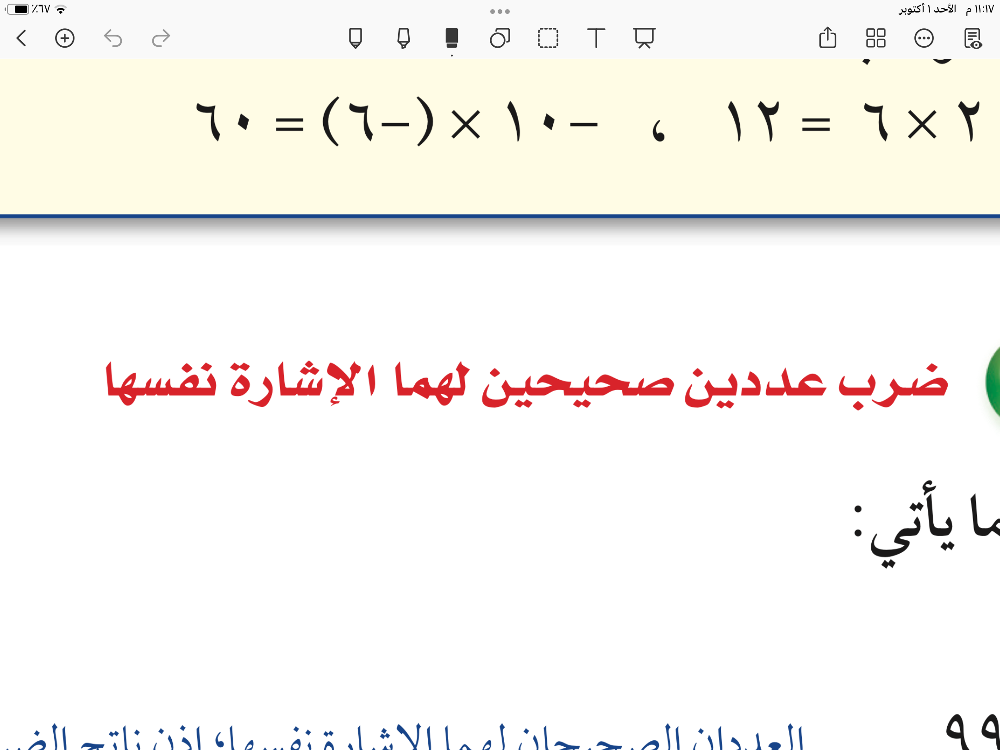 ١١:١٧ م الأحد ١ أكتوبر
٪٦٧
٢ × ٦ = ١٢ ، −١٠ × (−٦) = ٦٠
ضرب عددين صحيحين لهما الإشارة نفسها
ما يأتي:
٩٩
العددان الصحيحان لهما الإشارة نفسها، إذن ناتج